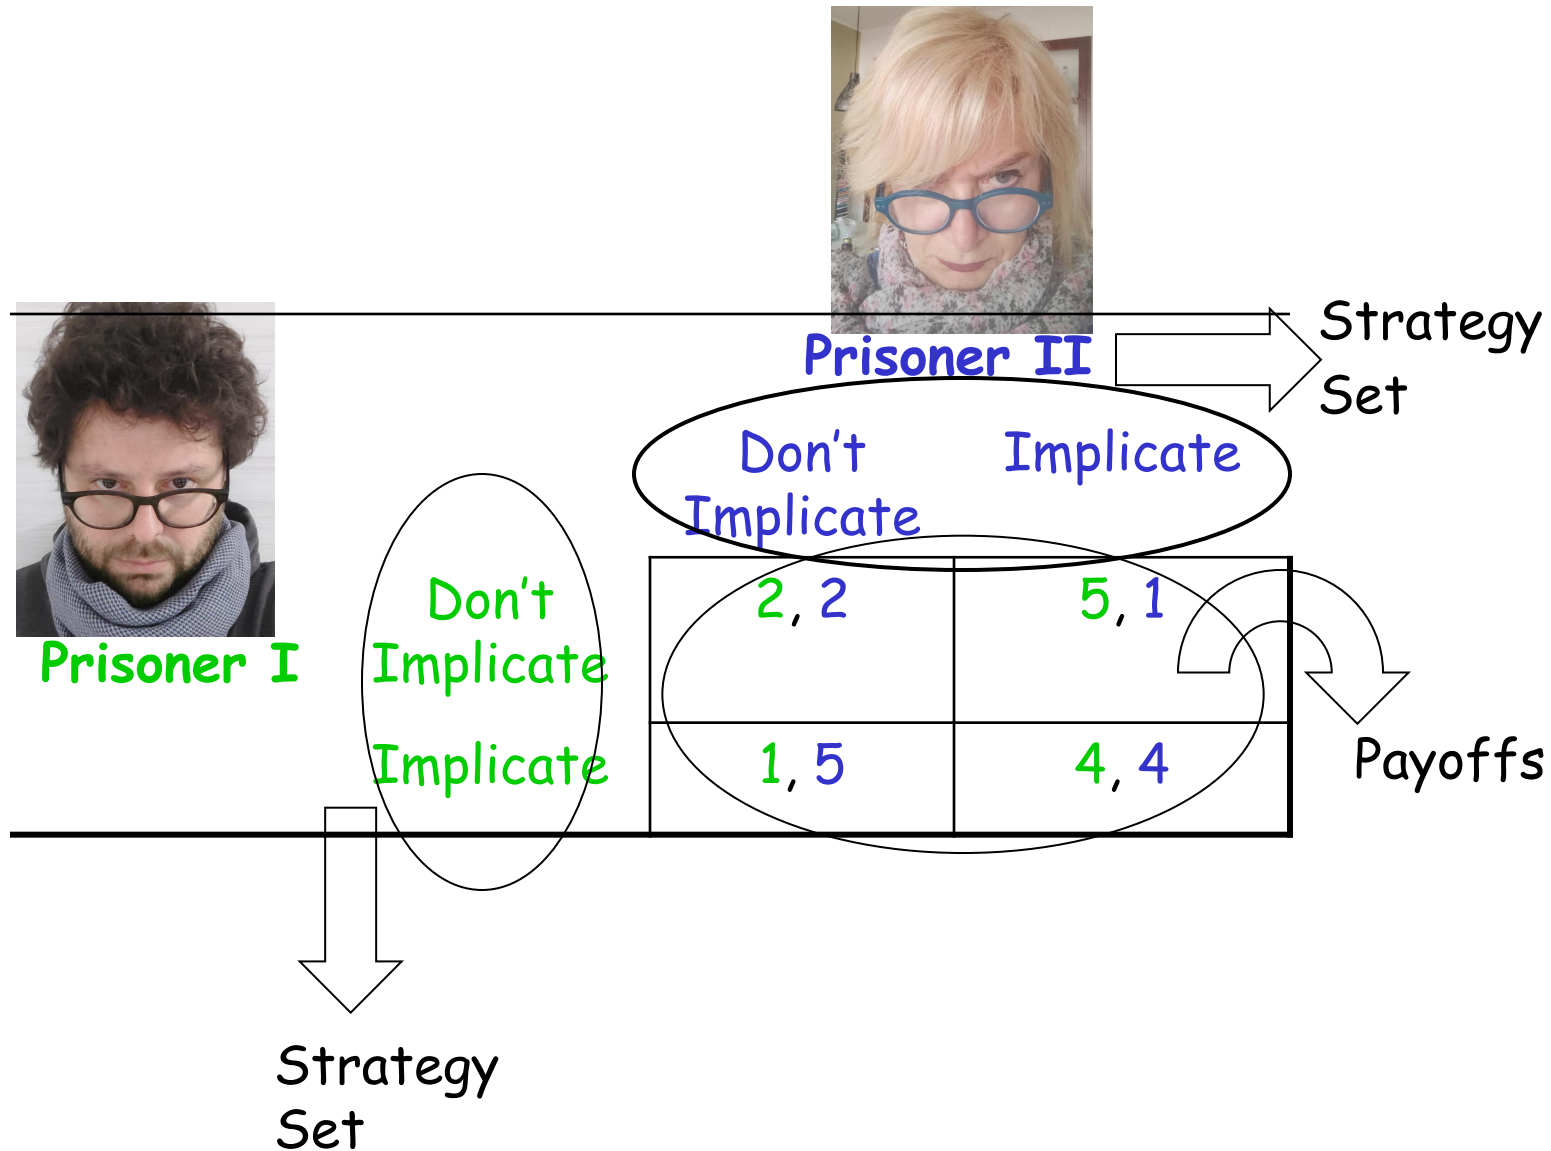 Strategy
Set
Prisoner II
Don't Implicate
Implicate
Prisoner I
Don't
Implicate
2, 2 5, 1
Implicate
1, 5 4, 4
Payoffs
Strategy
Set